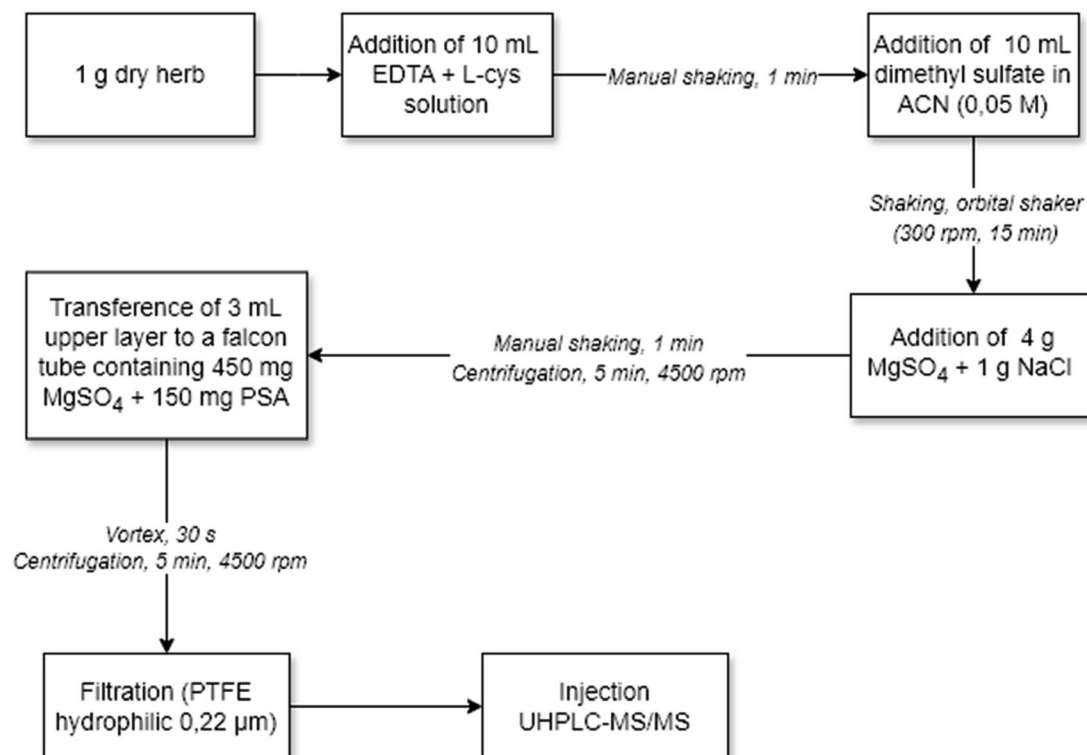 1 g dry herb
Addition of 10 mL
EDTA + L-cys
solution
Manual shaking, 1 min
Addition of 10 mL
dimethyl sulfate in
ACN (0,05 M)
Shaking, orbital shaker
(300 rpm, 15 min)
Addition of 4 g
MgSO₄ + 1 g NaCl
Manual shaking, 1 min
Centrifugation, 5 min, 4500 rpm
Transference of 3 mL
upper layer to a falcon
tube containing 450 mg
MgSO₄ + 150 mg PSA
Vortex, 30 s
Centrifugation, 5 min, 4500 rpm
Filtration (PTFE
hydrophilic 0,22 µm)
Injection
UHPLC-MS/MS